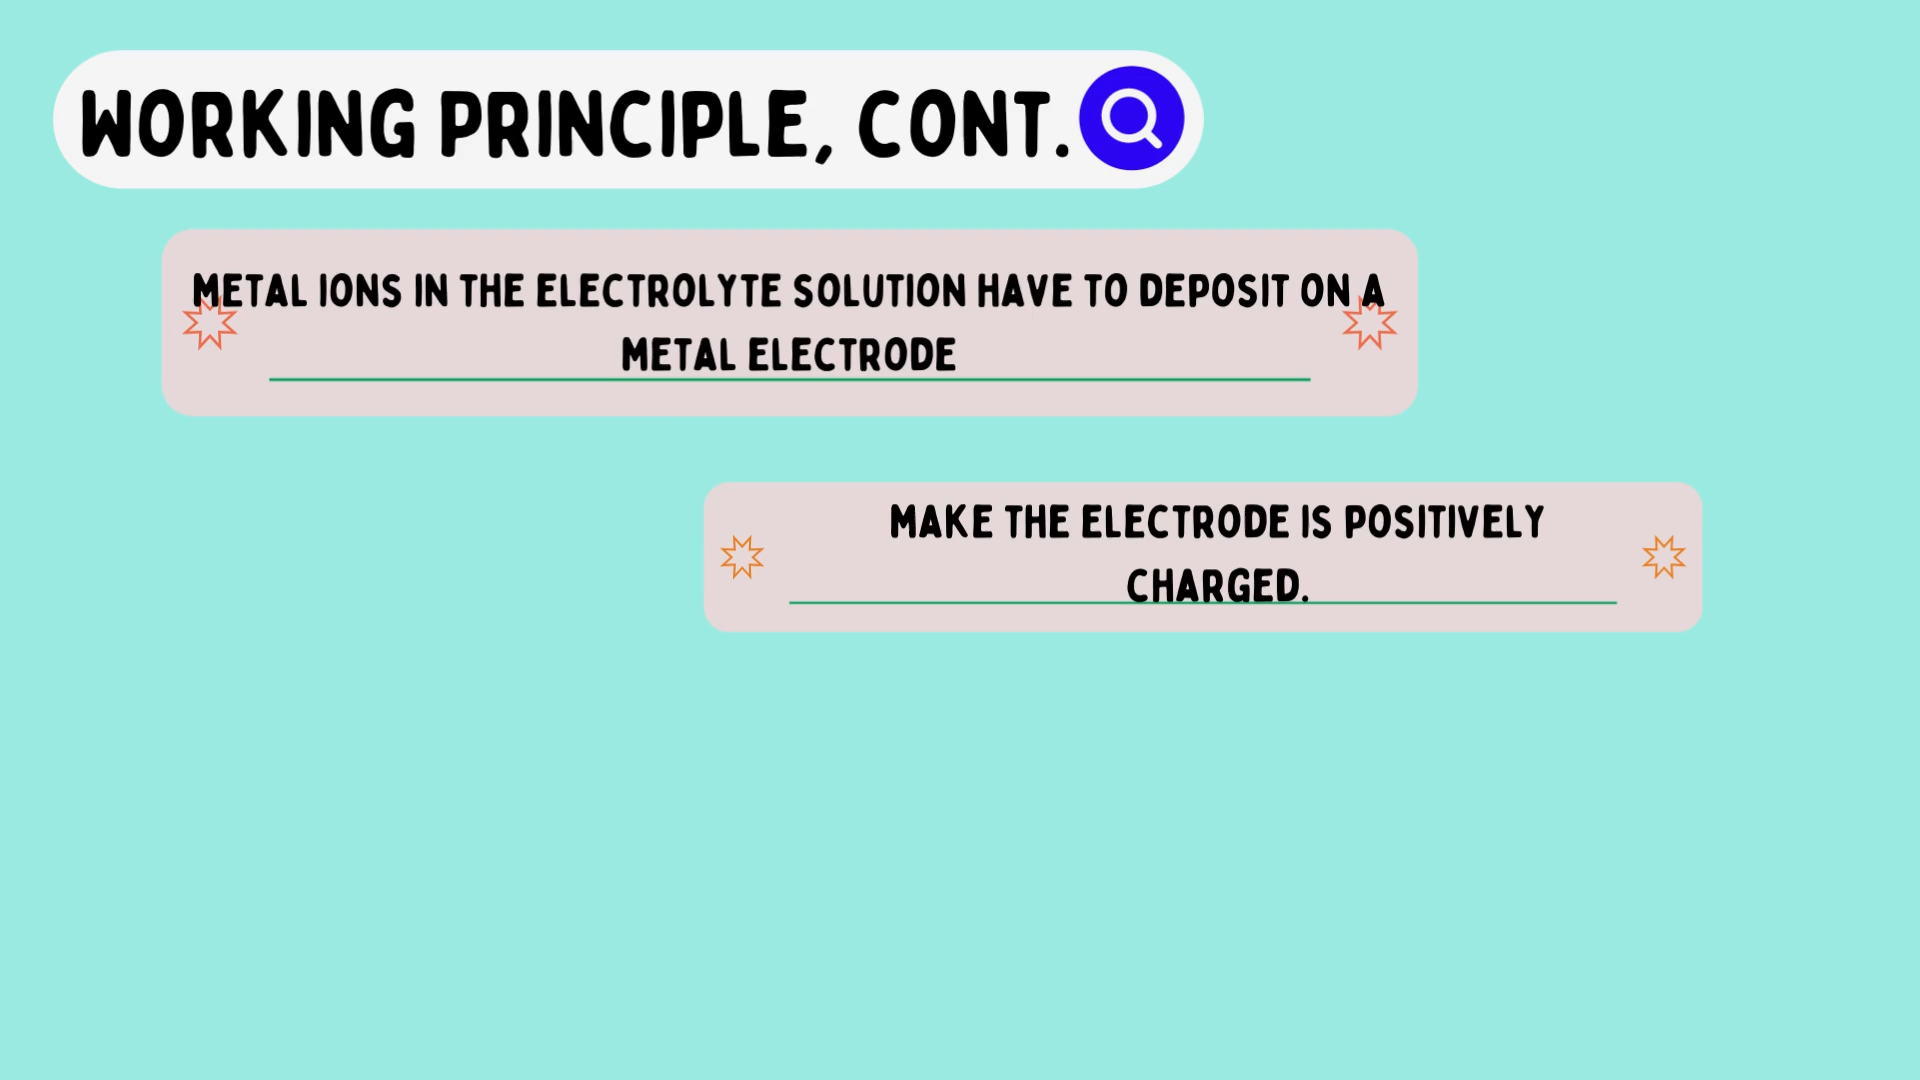 WORKING PRINCIPLE, CONT.
METAL IONS IN THE ELECTROLYTE SOLUTION HAVE TO DEPOSIT ON A
METAL ELECTRODE
MAKE THE ELECTRODE IS POSITIVELY
CHARGED.